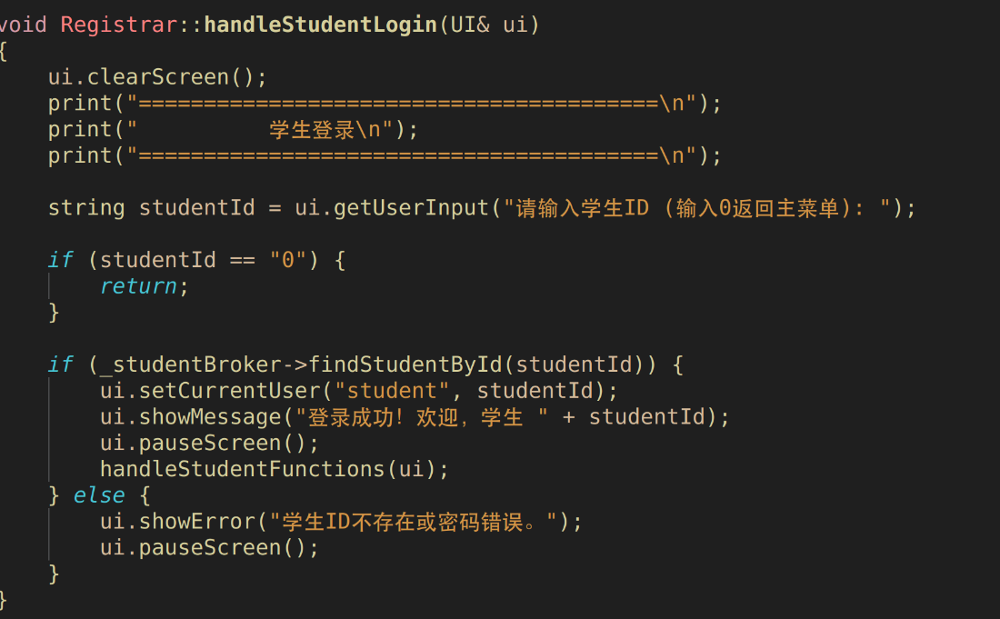 void Registrar::handleStudentLogin(UI& ui)
{
    ui.clearScreen();
    print("========================================\n");
    print("          学生登录\n");
    print("========================================\n");

    string studentId = ui.getUserInput("请输入学生ID (输入0返回主菜单): ");

    if (studentId == "0") {
        return;
    }

    if (_studentBroker->findStudentById(studentId)) {
        ui.setCurrentUser("student", studentId);
        ui.showMessage("登录成功！欢迎，学生 " + studentId);
        ui.pauseScreen();
        handleStudentFunctions(ui);
    } else {
        ui.showError("学生ID不存在或密码错误。");
        ui.pauseScreen();
    }
}